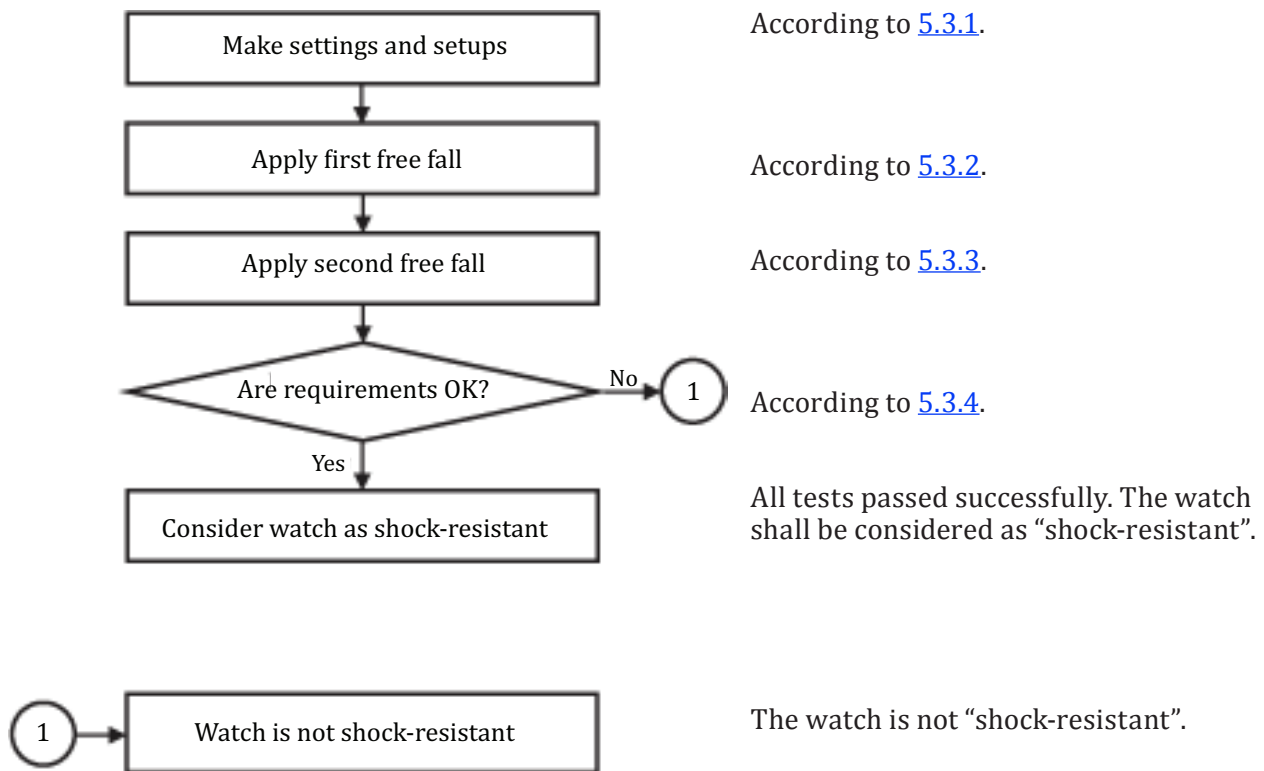 Make settings and setups
According to 5.3.1.
Apply first free fall
According to 5.3.2.
Apply second free fall
According to 5.3.3.
Are requirements OK?
No
1
According to 5.3.4.
Yes
Consider watch as shock-resistant
All tests passed successfully. The watch
shall be considered as “shock-resistant”.
1
Watch is not shock-resistant
The watch is not “shock-resistant”.